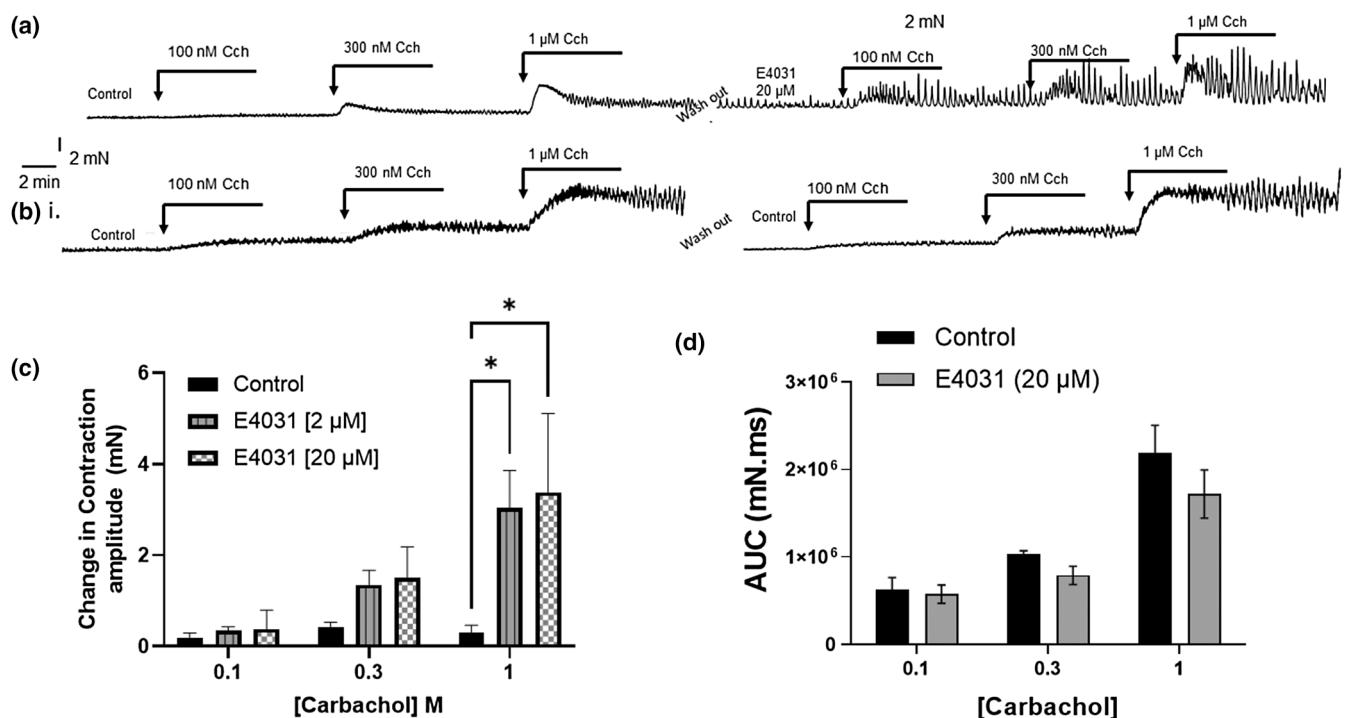 (a)
100 nM Cch
300 nM Cch
1 µM Cch
Control
Wash out
2 mN
E4031
20 µM
100 nM Cch
300 nM Cch
1 µM Cch
2 mN
2 min
(b) i.
100 nM Cch
300 nM Cch
1 µM Cch
Control
Wash out
Control
100 nM Cch
300 nM Cch
1 µM Cch
(c)
Change in Contraction
amplitude (mN)
6
4
2
0
Control
E4031 [2 µM]
E4031 [20 µM]
*
*
0.1
0.3
1
[Carbachol] M
(d)
Control
E4031 (20 µM)
AUC (mN.ms)
3×10⁶
2×10⁶
1×10⁶
0
0.1
0.3
1
[Carbachol]